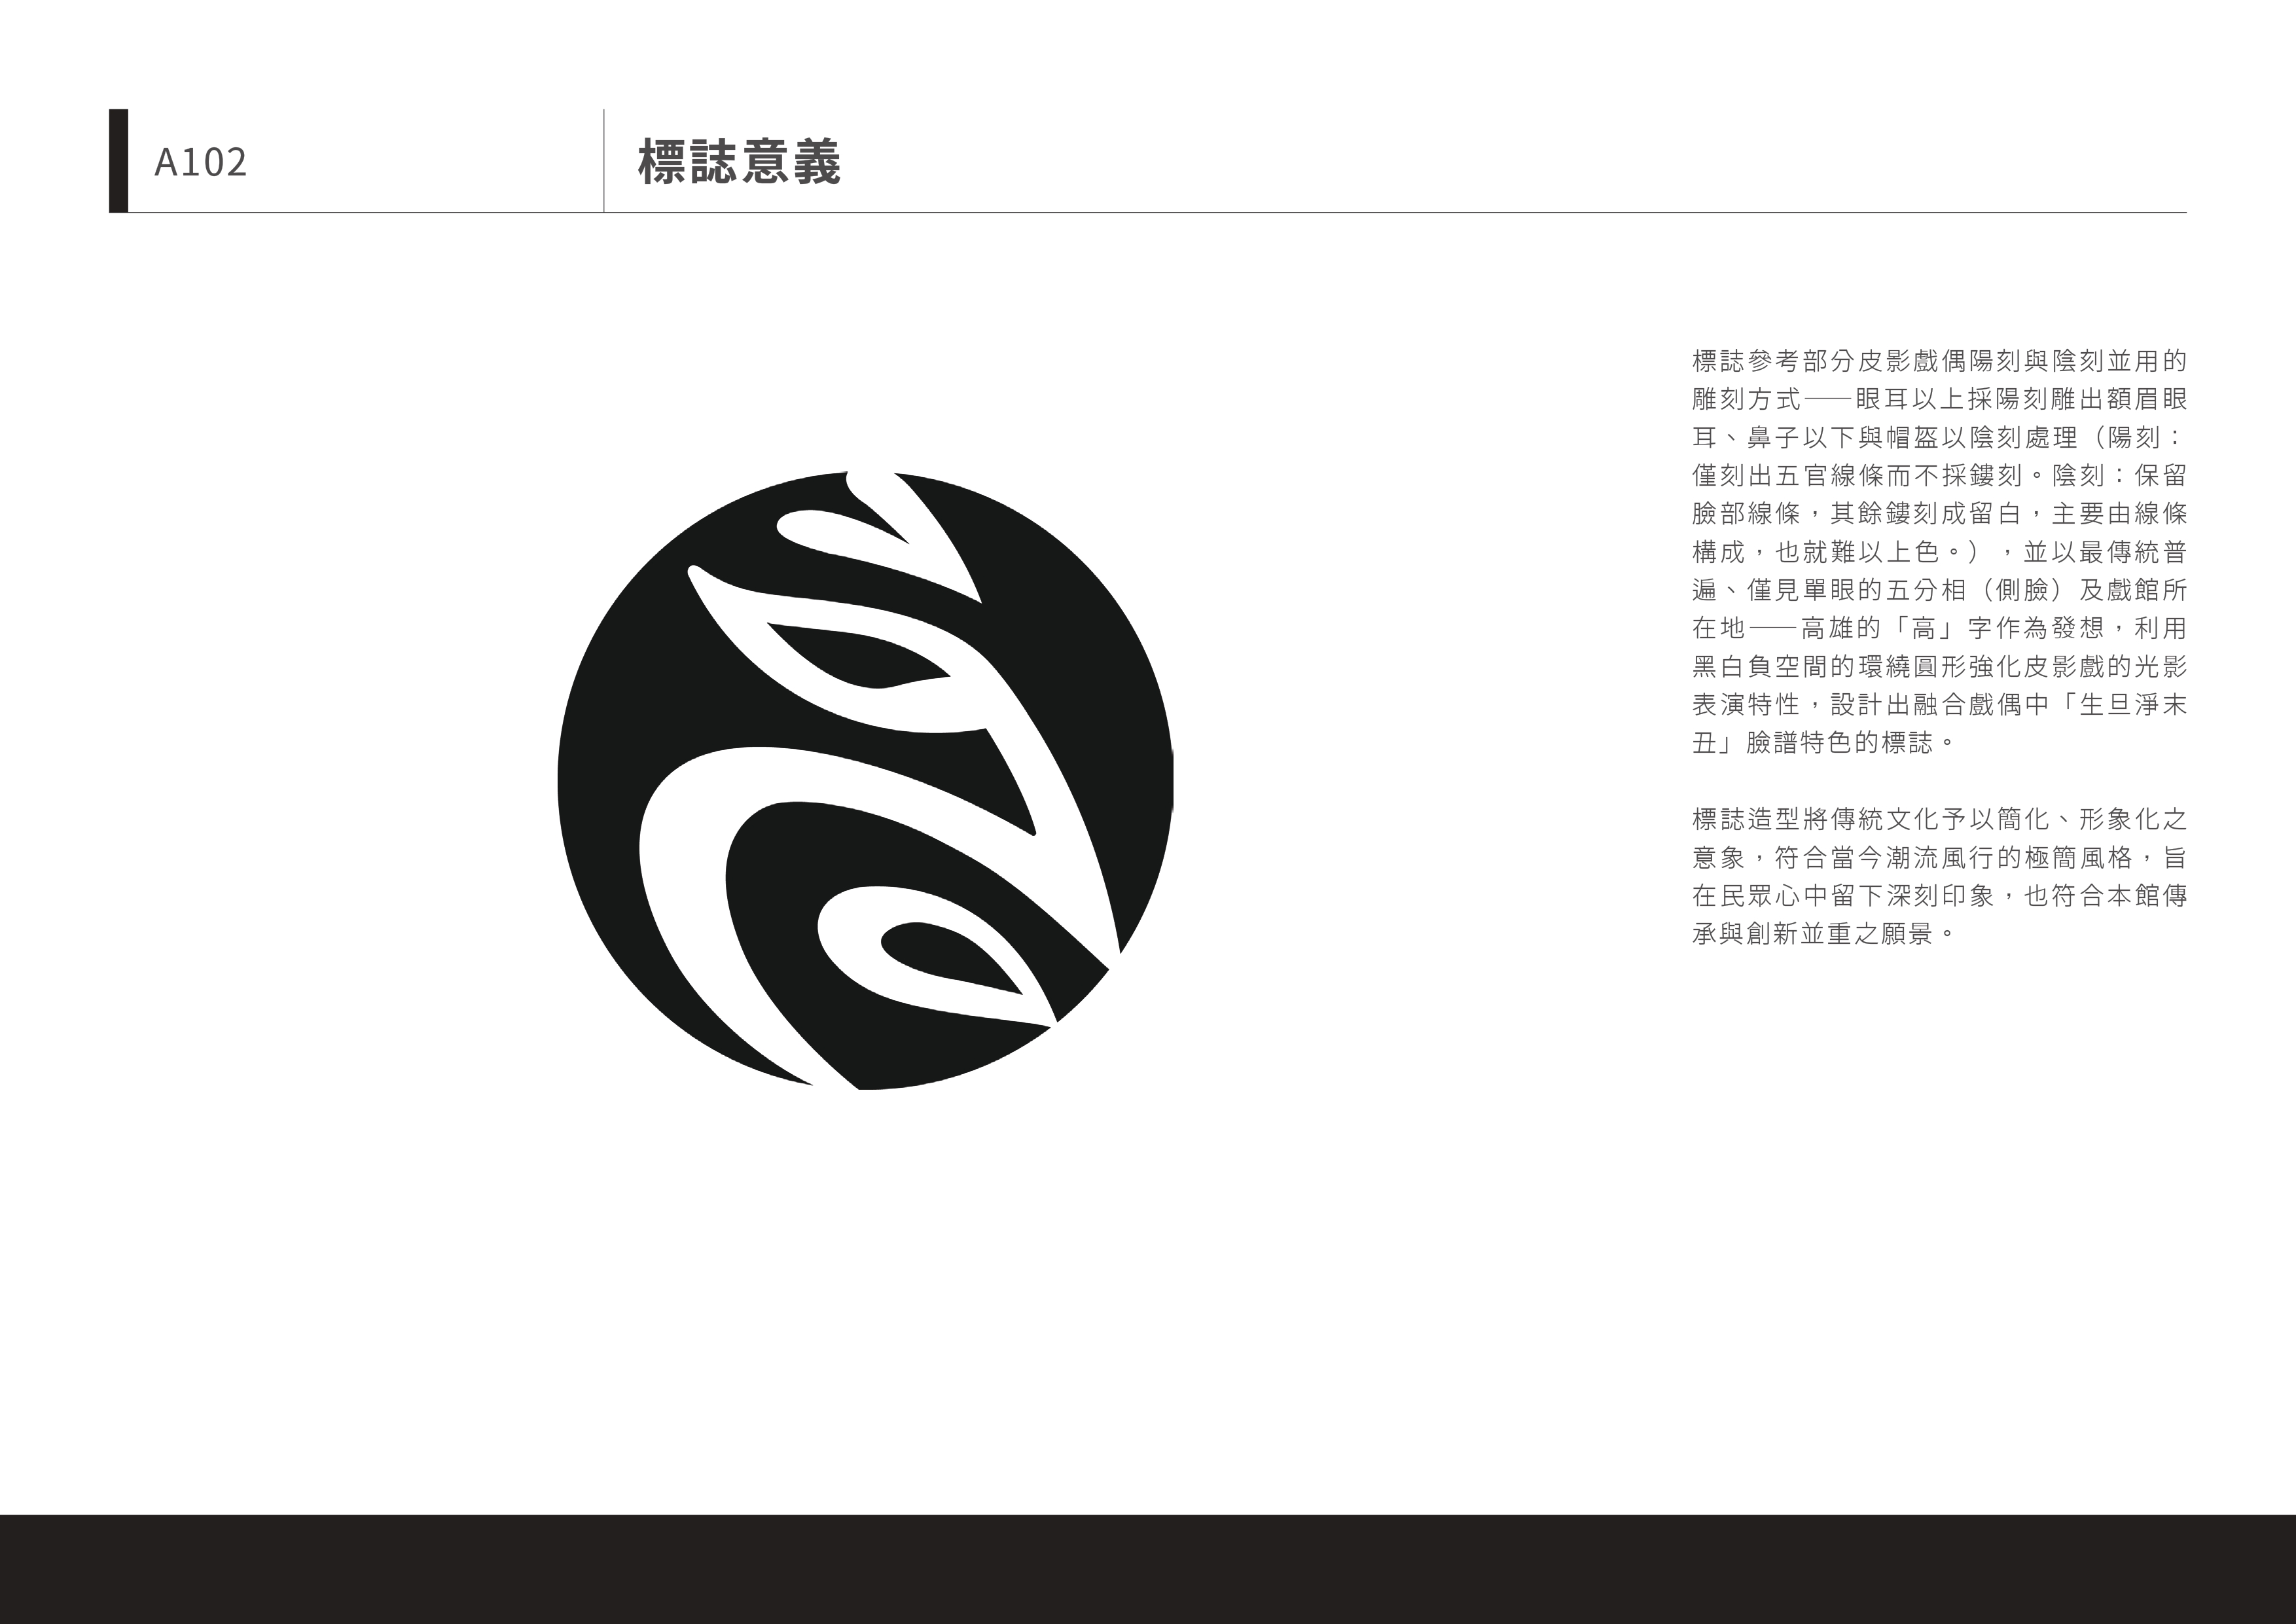 A102
標誌意義
標誌參考部分皮影戲偶陽刻與陰刻並用的
雕刻方式——眼耳以上採陽刻雕出額眉眼
耳、鼻子以下與帽盔以陰刻處理（陽刻：
僅刻出五官線條而不採鏤刻。陰刻：保留
臉部線條，其餘鏤刻成留白，主要由線條
構成，也就難以上色。），並以最傳統普
遍、僅見單眼的五分相（側臉）及戲館所
在地——高雄的「高」字作為發想，利用
黑白負空間的環繞圓形強化皮影戲的光影
表演特性，設計出融合戲偶中「生旦淨末
丑」臉譜特色的標誌。
標誌造型將傳統文化予以簡化、形象化之
意象，符合當今潮流風行的極簡風格，旨
在民眾心中留下深刻印象，也符合本館傳
承與創新並重之願景。